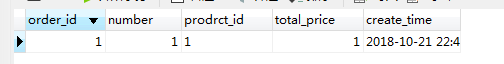 order_id number prodrct_id total_price create_time
1 1 1 1 2018-10-21 22:4